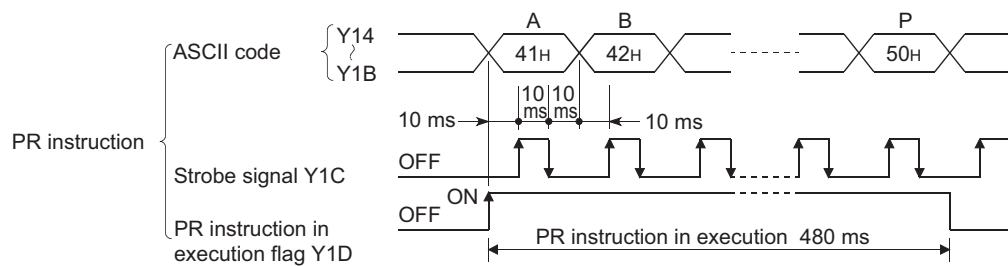 A B P
Y14
ASCII code
41H 42H 50H
Y1B
10 ms 10 ms
10 ms 10 ms
PR instruction
OFF
Strobe signal Y1C
ON
OFF
PR instruction in
execution flag Y1D
PR instruction in execution 480 ms